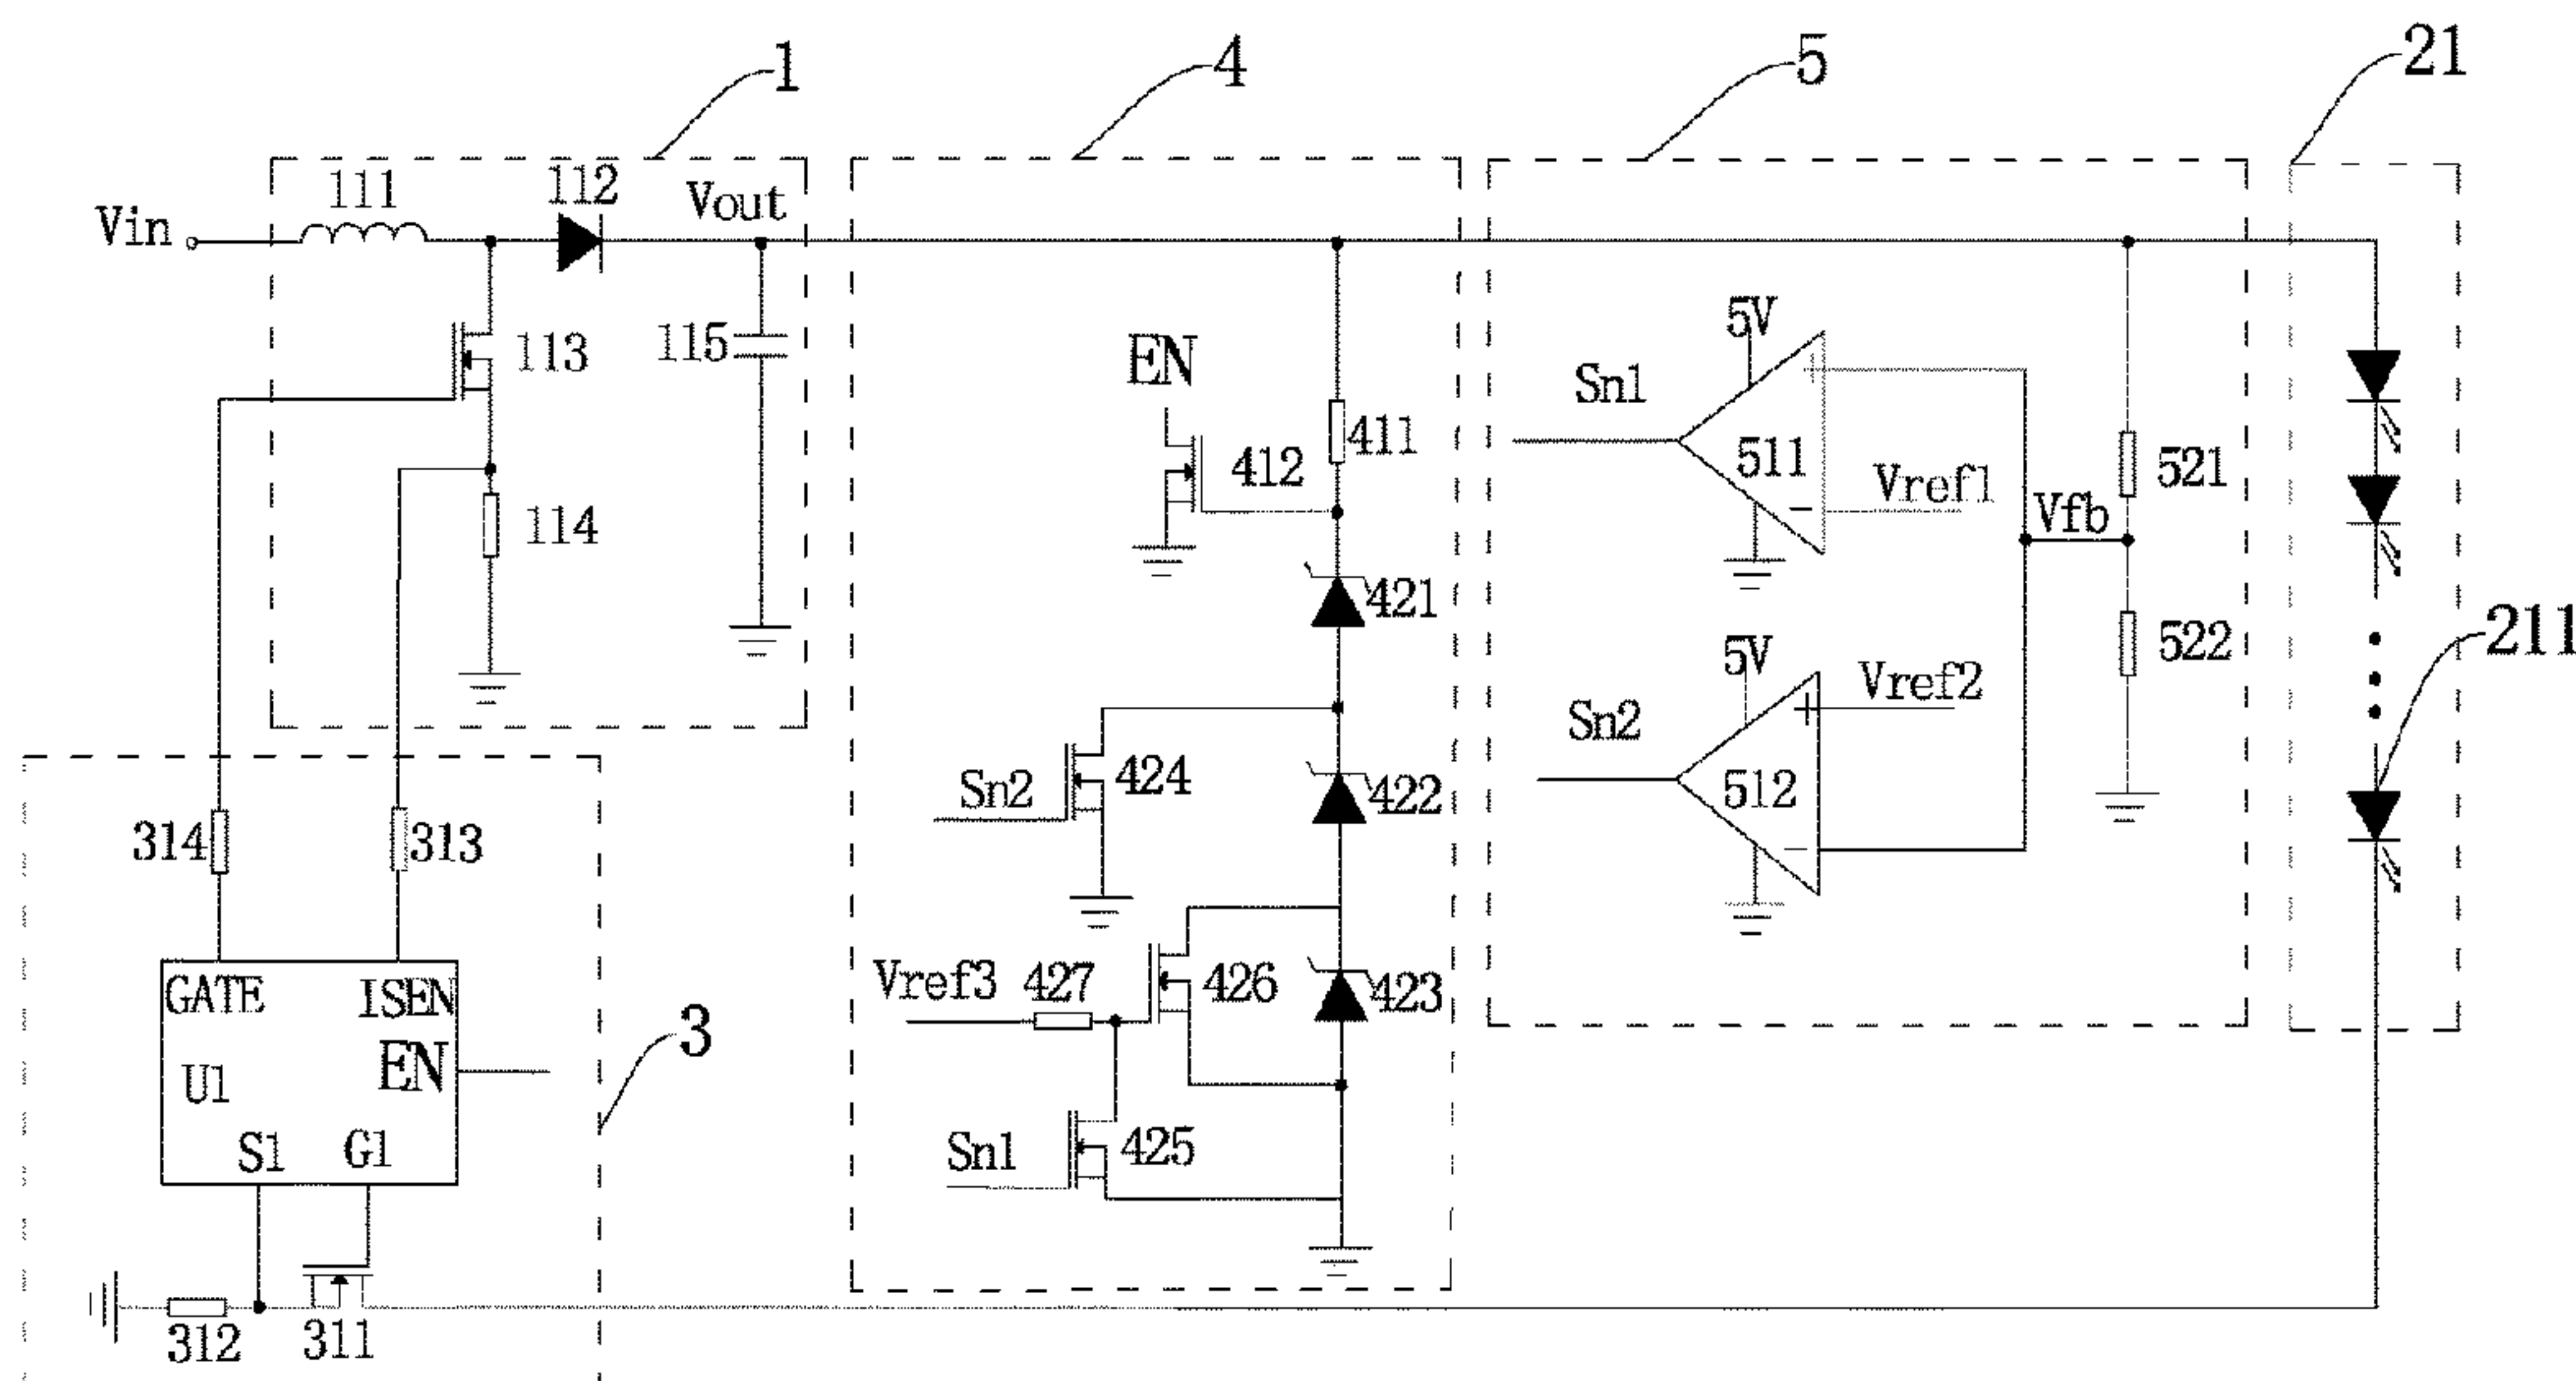 1
4
5
21
111
112
Vout
Vin
113
115
114
EN
412
411
421
Sn2
424
422
Vref3
427
426
423
Sn1
425
5V
Sn1
511
Vref1
Vfb
521
5V
Vref2
Sn2
512
522
211
314
313
GATE
ISEN
EN
U1
S1
G1
3
312
311